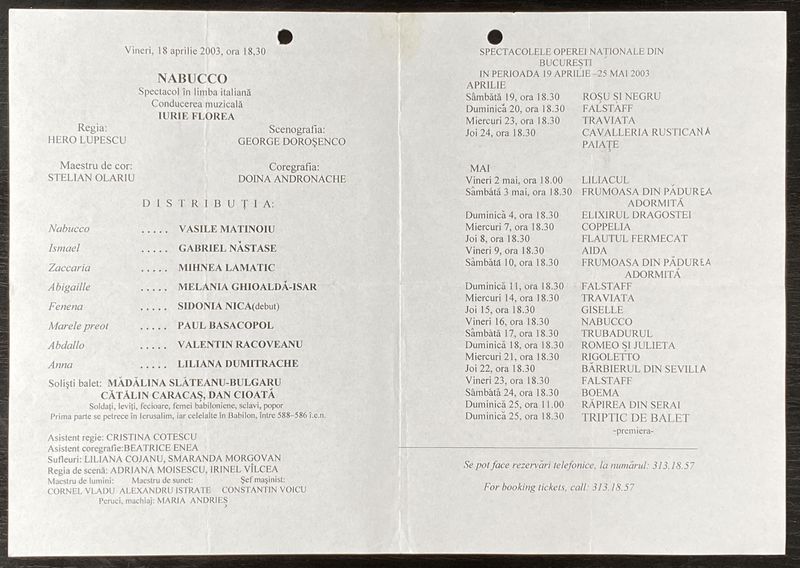 Vineri, 18 aprilie 2003, ora 18,30
NABUCCO
Spectacol în limba italiană
Conducerea muzicală
IURIE FLOREA
Regia:
HERO LUPESCU
Scenografia:
GEORGE DOROȘENCO
Maestru de cor:
STELIAN OLARIU
Coregrafia:
DOINA ANDRONACHE
DISTRIBUȚIA:
Nabucco ..... VASILE MATINOIU
Ismael ..... GABRIEL NĂSTASE
Zaccaria ..... MIHNEA LAMATIC
Abigaille ..... MELANIA GHIOALDĂ-ISAR
Fenena ..... SIDONIA NICA(debut)
Marele preot ..... PAUL BASACOPOL
Abdallo ..... VALENTIN RACOVEANU
Anna ..... LILIANA DUMITRACHE
Soliști balet: MĂDĂLINA SLĂTEANU-BULGARU
CĂTĂLIN CARACAȘ, DAN CIOATĂ
Soldați, leviți, fecioare, femei babiloniene, sclavi, popor
Prima parte se petrece în Ierusalim, iar celelalte în Babilon, între 588–586 î.e.n.
Asistent regie: CRISTINA COTESCU
Asistent coregrafie:BEATRICE ENEA
Sufleuri: LILIANA COJANU, SMARANDA MORGOVAN
Regia de scenă: ADRIANA MOISESCU, IRINEL VÎLCEA
Maestru de lumini: Maestru de sunet: Șef mașinist:
CORNEL VLADU ALEXANDRU ISTRATE CONSTANTIN VOICU
Peruci, machiaj: MARIA ANDRIEȘ
SPECTACOLELE OPEREI NAȚIONALE DIN
BUCUREȘTI
IN PERIOADA 19 APRILIE –25 MAI 2003
APRILIE
Sâmbătă 19, ora 18.30 ROȘU SI NEGRU
Duminică 20, ora 18.30 FALSTAFF
Miercuri 23, ora 18.30 TRAVIATA
Joi 24, ora 18.30 CAVALLERIA RUSTICANA
PAIAȚE
MAI
Vineri 2 mai, ora 18.00 LILIACUL
Sâmbătă 3 mai, ora 18.30 FRUMOASA DIN PĂDUREA
ADORMITĂ
Duminică 4, ora 18.30 ELIXIRUL DRAGOSTEI
Miercuri 7, ora 18.30 COPPELIA
Joi 8, ora 18.30 FLAUTUL FERMECAT
Vineri 9, ora 18.30 AIDA
Sâmbătă 10, ora 18.30 FRUMOASA DIN PĂDUREA
ADORMITĂ
Duminică 11, ora 18.30 FALSTAFF
Miercuri 14, ora 18.30 TRAVIATA
Joi 15, ora 18.30 GISELLE
Vineri 16, ora 18.30 NABUCCO
Sâmbătă 17, ora 18.30 TRUBADURUL
Duminică 18, ora 18.30 ROMEO ȘI JULIETA
Miercuri 21, ora 18.30 RIGOLETTO
Joi 22, ora 18.30 BĂRBIERUL DIN SEVILLA
Vineri 23, ora 18.30 FALSTAFF
Sâmbătă 24, ora 18.30 BOEMA
Duminică 25, ora 11.00 RĂPIREA DIN SERAI
Duminică 25, ora 18.30 TRIPTIC DE BALET
-premiera-
Se pot face rezervări telefonice, la numărul: 313.18.57
For booking tickets, call: 313.18.57